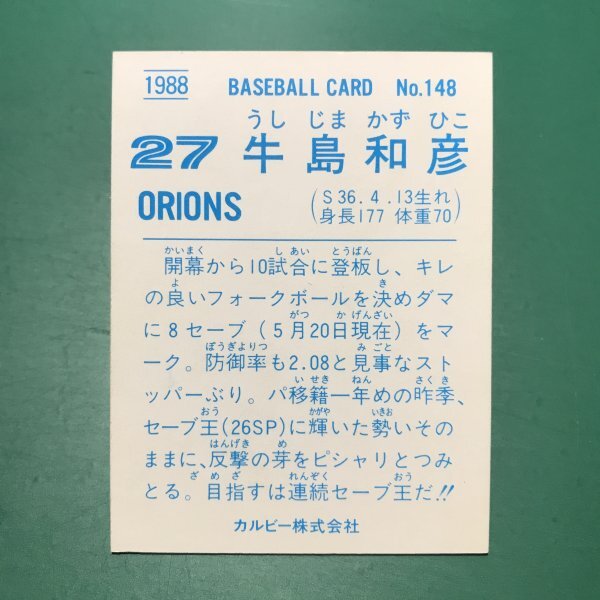 1988 BASEBALL CARD No.148
うし じま かず ひこ
27 牛島和彦
ORIONS (S36.4.13生れ
身長177 体重70)
かいまく し あい とうばん
開幕から10試合に登板し、キレ
よ き
の良いフォークボールを決めダマ
がつ か げんざい
に8セーブ(5月20日現在)をマ
ぼうぎょりつ み ごと
ーク。防御率も2.08と見事なスト
い せき ねん さくき
ッパーぶり。パ移籍一年めの昨季、
おう かがや いきお
セーブ王(26SP)に輝いた勢いその
はんげき め
ままに、反撃の芽をピシャリとつみ
め ざ れんぞく おう
とる。目指すは連続セーブ王だ!!
カルビー株式会社